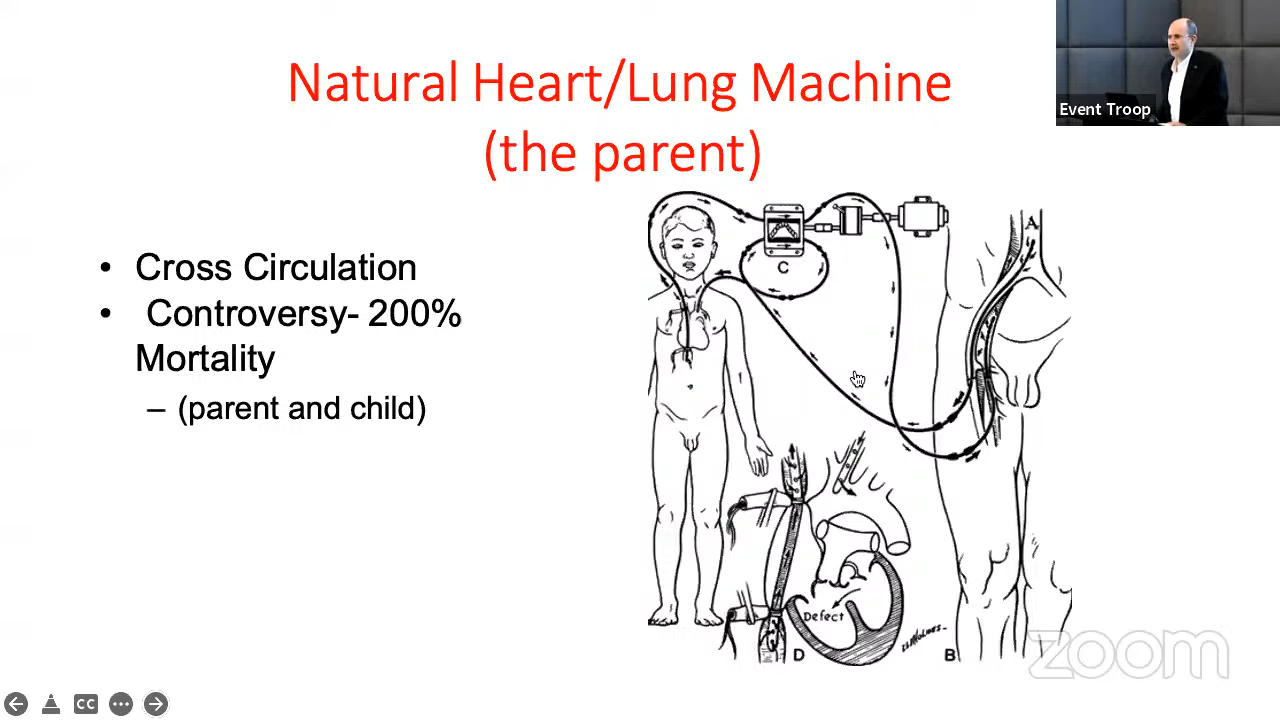 Natural Heart/Lung Machine
(the parent)
Event Troop
• Cross Circulation
• Controversy- 200%
Mortality
– (parent and child)
A
C
Defect
D
B
zoom
CC